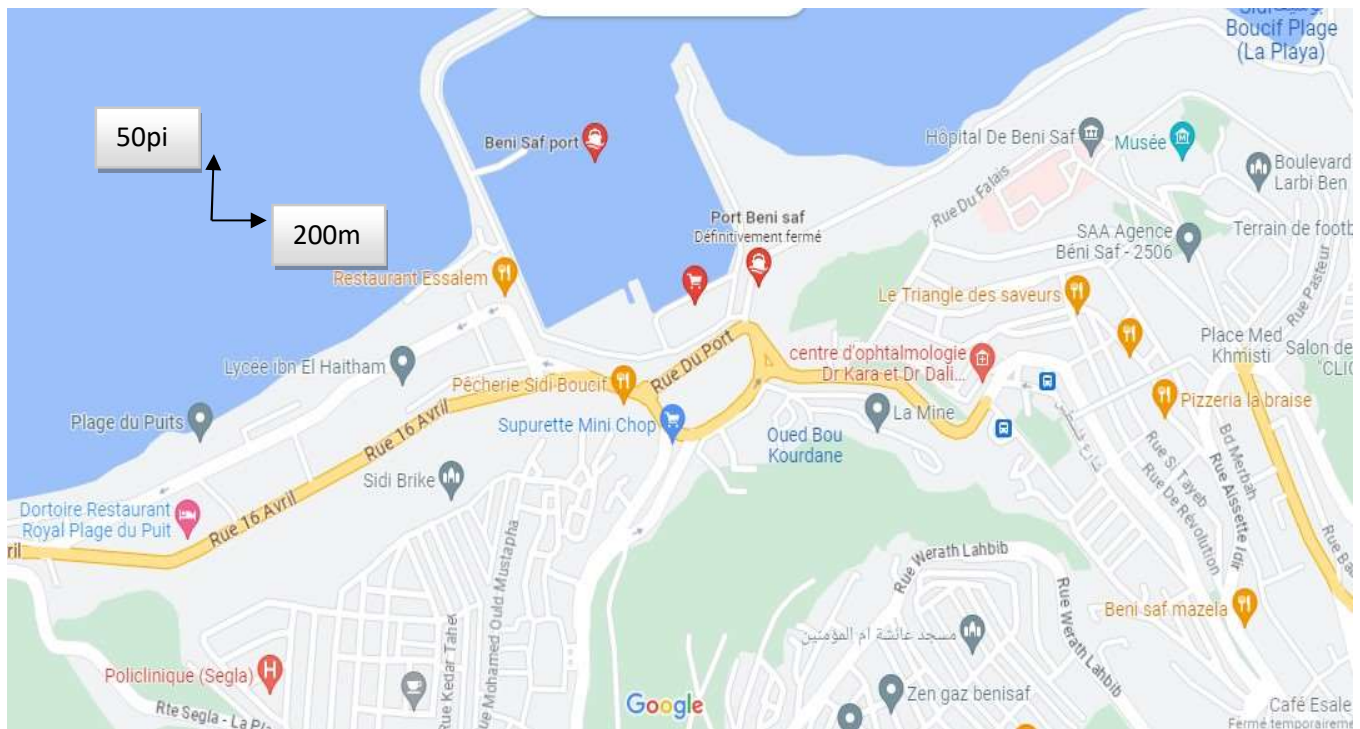 Boucif Plage
(La Playa)
50pi
200m
Beni Saf port
Hôpital De Beni Saf
Musée
Boulevard
Larbi Ben
Rue Du Falais
Port Beni saf
Définitivement fermé
SAA Agence
Béni Saf - 2506
Terrain de footb
Restaurant Essalem
Le Triangle des saveurs
Rue Pasteur
Place Med
Khmisti
Lycée ibn El Haitham
Rue Du Port
centre d'ophtalmologie
Dr Kara et Dr Dali...
Salon de
"CLIC
Pêcherie Sidi Boucif
Pizzeria la braise
Plage du Puits
Rue 16 Avril
Supurette Mini Chop
La Mine
Oued Bou
Kourdane
Bd Merbah
Rue Si Tayeb
Rue De Révolution
Rue Aissette Idir
Sidi Brike
Dortoire Restaurant
Royal Plage du Puit
Rue 16 Avril
ril
Rue Mohamed Ould Mustapha
Rue Werath Lahbib
Rue Werath Lahbib
Beni saf mazela
مسجد عائشة ام المؤمنين
Rue Kedar Tahe
Policlinique (Segla)
Zen gaz benisaf
Google
Rte Segla - La Pla
Café Esale
Fermé temporaireme